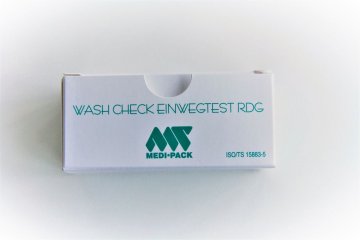 WASH CHECK EINWEGTEST RDG
MEDI•PACK
ISO/TS 15883-5